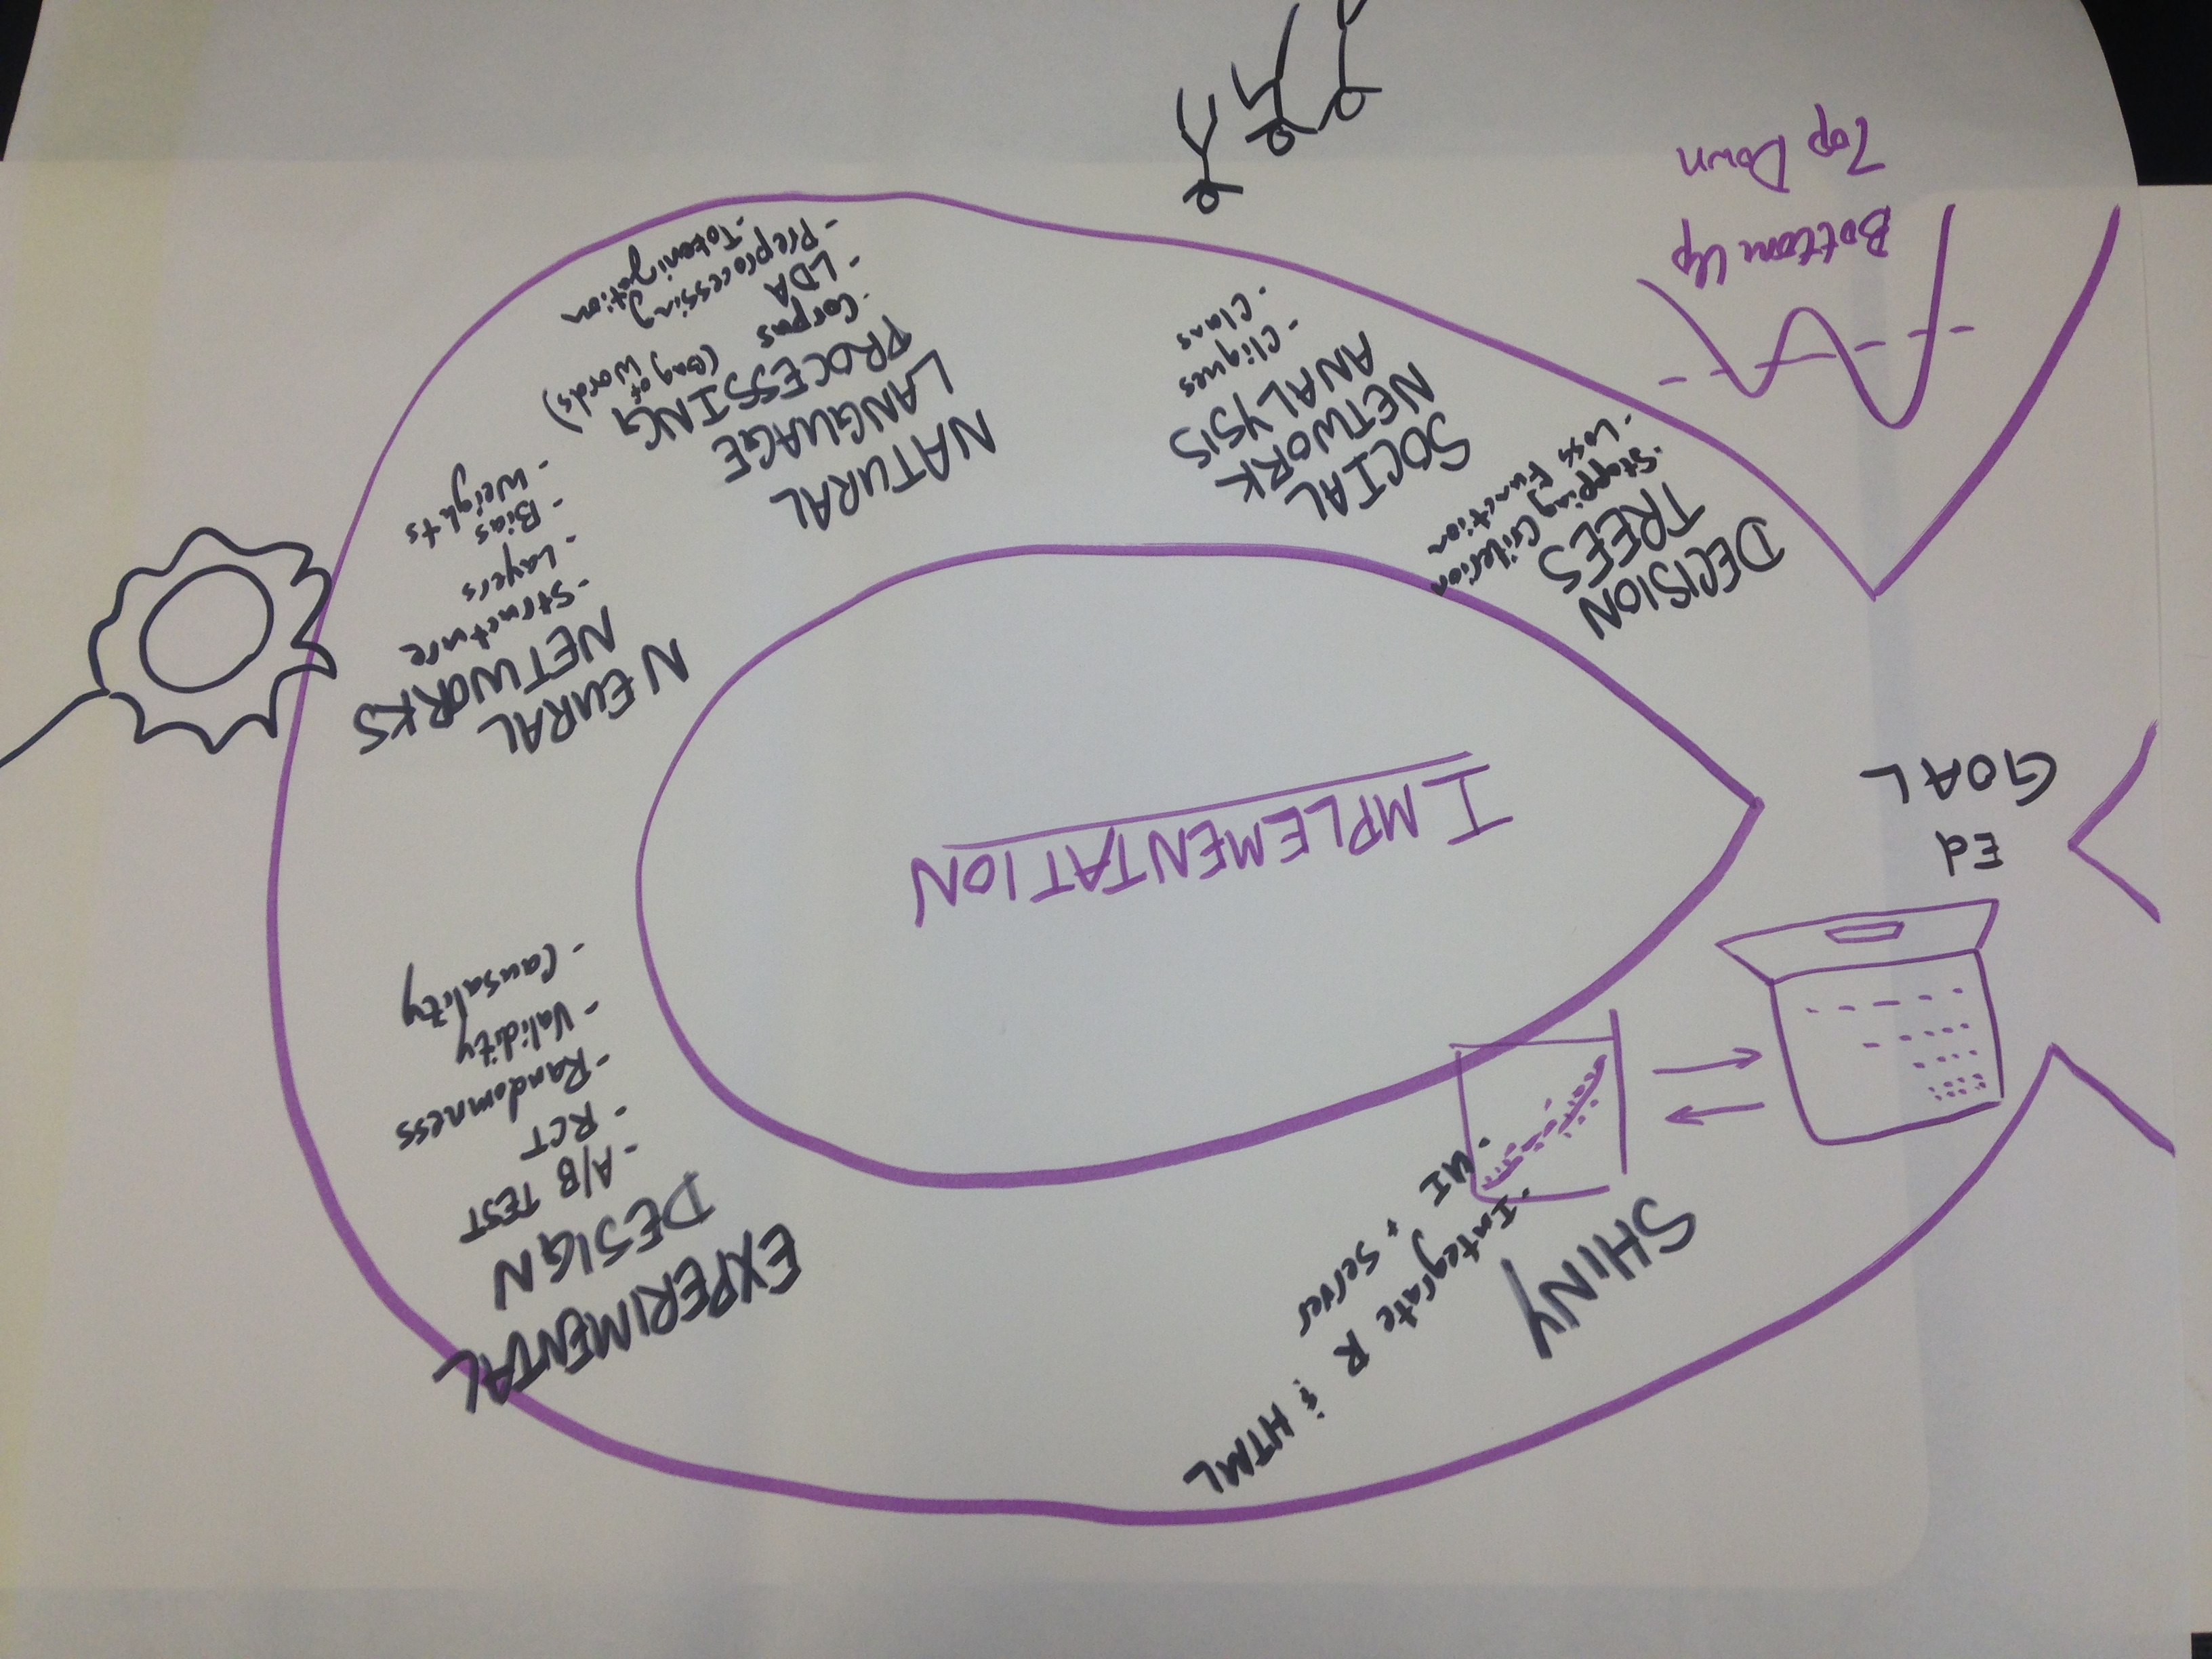 SHINY
· Integrate R & HTML
· UI + Server
EXPERIMENTAL
DESIGN
- A/B TEST
- RCT
- Randomness
- Validity
- Causality
Ed
GOAL
IMPLEMENTATION
NEURAL
NETWORKS
- Structure
- Layers
- Bias
- Weights
DECISION
TREES
· Stopping Criterion
- Loss Function
SOCIAL
NETWORK
ANALYSIS
- Cliques
- Clans
NATURAL
LANGUAGE
PROCESSING
- Corpus (Bag of Words)
- LDA
- Preprocessing
- Tokenization
Bottom Up
Top Down